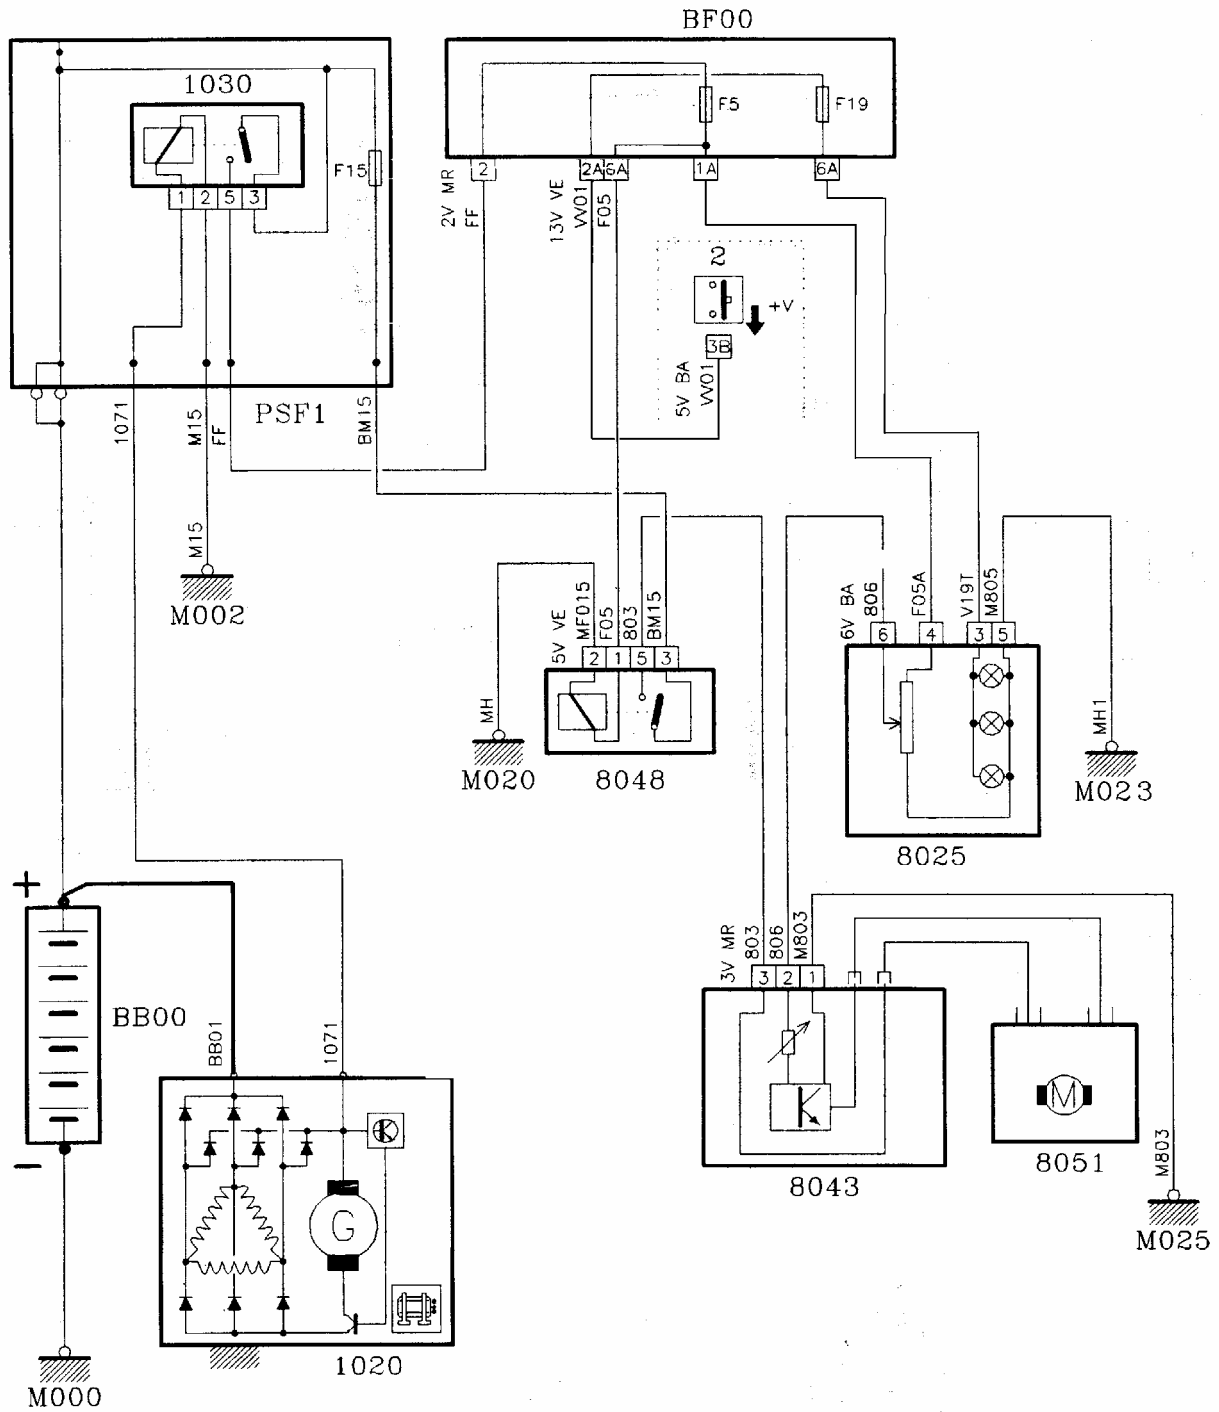 BF00
1030
F15
1 2 5 3
F5
F19
2
2A 6A
1A
6A
2V MR
FF
13V VE
VV01
F05
2
+V
3B
5V BA
VV01
PSF1
1071
M15
FF
BM15
M15
M002
5V VE
MF015
F05
803
BM15
2 1 5 3
MH
M020
8048
6V BA
806
F05A
V19T
M805
6
4
3 5
MH1
M023
8025
+
BB00
−
M000
BB01
1071
G
1020
3V MR
803
806
M803
3 2 1
8043
M
8051
M803
M025